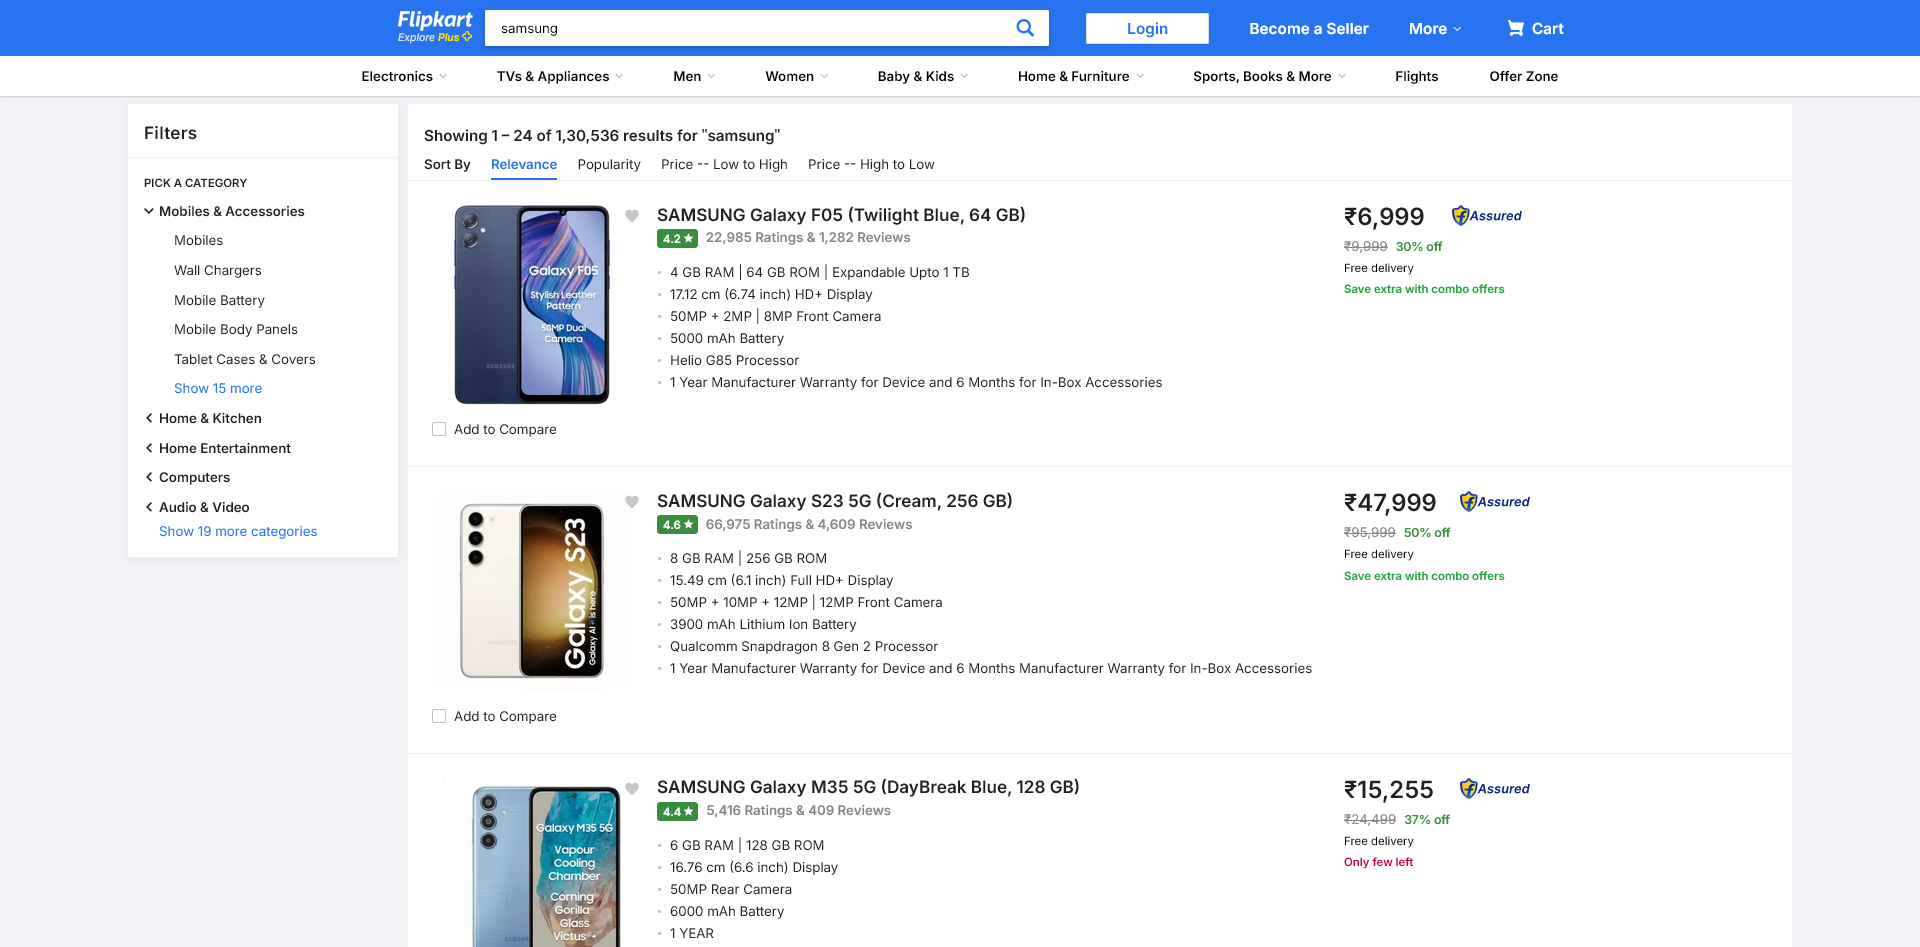 Flipkart
Explore Plus
samsung
Login
Become a Seller
More
Cart
Electronics
TVs & Appliances
Men
Women
Baby & Kids
Home & Furniture
Sports, Books & More
Flights
Offer Zone
Filters
PICK A CATEGORY
Mobiles & Accessories
Mobiles
Wall Chargers
Mobile Battery
Mobile Body Panels
Tablet Cases & Covers
Show 15 more
Home & Kitchen
Home Entertainment
Computers
Audio & Video
Show 19 more categories
Showing 1 – 24 of 1,30,536 results for "samsung"
Sort By
Relevance
Popularity
Price -- Low to High
Price -- High to Low
Galaxy F05
Stylish Leather
Pattern
50MP Dual
Camera
SAMSUNG
Add to Compare
SAMSUNG Galaxy F05 (Twilight Blue, 64 GB)
4.2★ 22,985 Ratings & 1,282 Reviews
4 GB RAM | 64 GB ROM | Expandable Upto 1 TB
17.12 cm (6.74 inch) HD+ Display
50MP + 2MP | 8MP Front Camera
5000 mAh Battery
Helio G85 Processor
1 Year Manufacturer Warranty for Device and 6 Months for In-Box Accessories
₹6,999
Assured
₹9,999 30% off
Free delivery
Save extra with combo offers
Galaxy S23
Galaxy AI is here
Add to Compare
SAMSUNG Galaxy S23 5G (Cream, 256 GB)
4.6★ 66,975 Ratings & 4,609 Reviews
8 GB RAM | 256 GB ROM
15.49 cm (6.1 inch) Full HD+ Display
50MP + 10MP + 12MP | 12MP Front Camera
3900 mAh Lithium Ion Battery
Qualcomm Snapdragon 8 Gen 2 Processor
1 Year Manufacturer Warranty for Device and 6 Months Manufacturer Warranty for In-Box Accessories
₹47,999
Assured
₹95,999 50% off
Free delivery
Save extra with combo offers
Galaxy M35 5G
Vapour
Cooling
Chamber
Corning
Gorilla
Glass
Victus +
SAMSUNG
SAMSUNG Galaxy M35 5G (DayBreak Blue, 128 GB)
4.4★ 5,416 Ratings & 409 Reviews
6 GB RAM | 128 GB ROM
16.76 cm (6.6 inch) Display
50MP Rear Camera
6000 mAh Battery
1 YEAR
₹15,255
Assured
₹24,499 37% off
Free delivery
Only few left